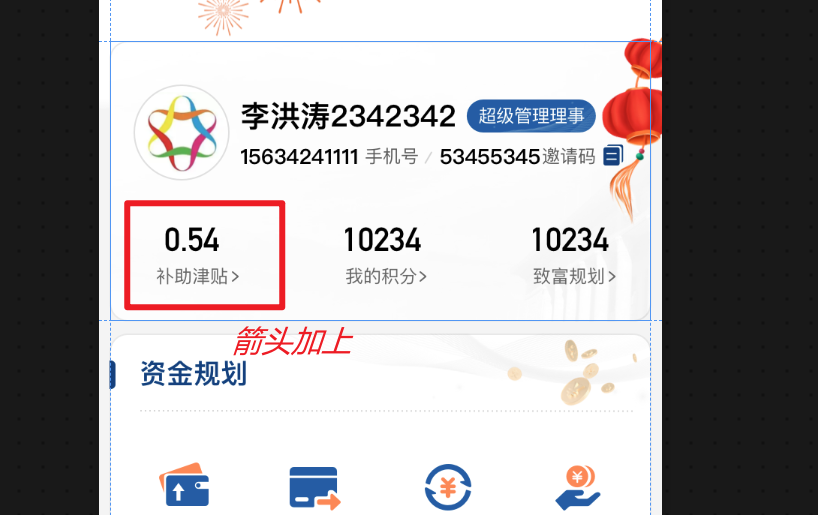 李洪涛2342342 超级管理理事
15634241111 手机号 / 53455345邀请码
0.54 10234 10234
补助津贴> 我的积分> 致富规划>
箭头加上
资金规划